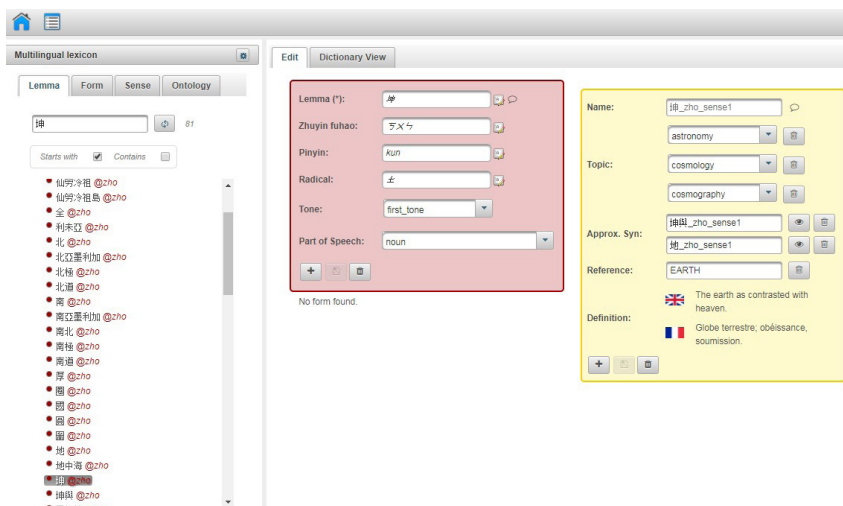 Multilingual lexicon
Lemma Form Sense Ontology
坤 81
Starts with Contains
仙労冷祖 @zho
仙労冷祖島 @zho
全 @zho
利未亞 @zho
北 @zho
北亞墨利加 @zho
北極 @zho
北道 @zho
南 @zho
南亞墨利加 @zho
南北 @zho
南極 @zho
南道 @zho
厚 @zho
圈 @zho
國 @zho
圓 @zho
圖 @zho
地 @zho
地中海 @zho
坤 @zho
坤與 @zho
Edit Dictionary View
Lemma (*): 坤
Zhuyin fuhao: ㄎㄨㄣ
Pinyin: kun
Radical: 土
Tone: first_tone
Part of Speech: noun
No form found.
Name: 坤_zho_sense1
astronomy
Topic: cosmology
cosmography
Approx. Syn: 坤與_zho_sense1
地_zho_sense1
Reference: EARTH
Definition: The earth as contrasted with
heaven.
Globe terrestre; obéissance,
soumission.